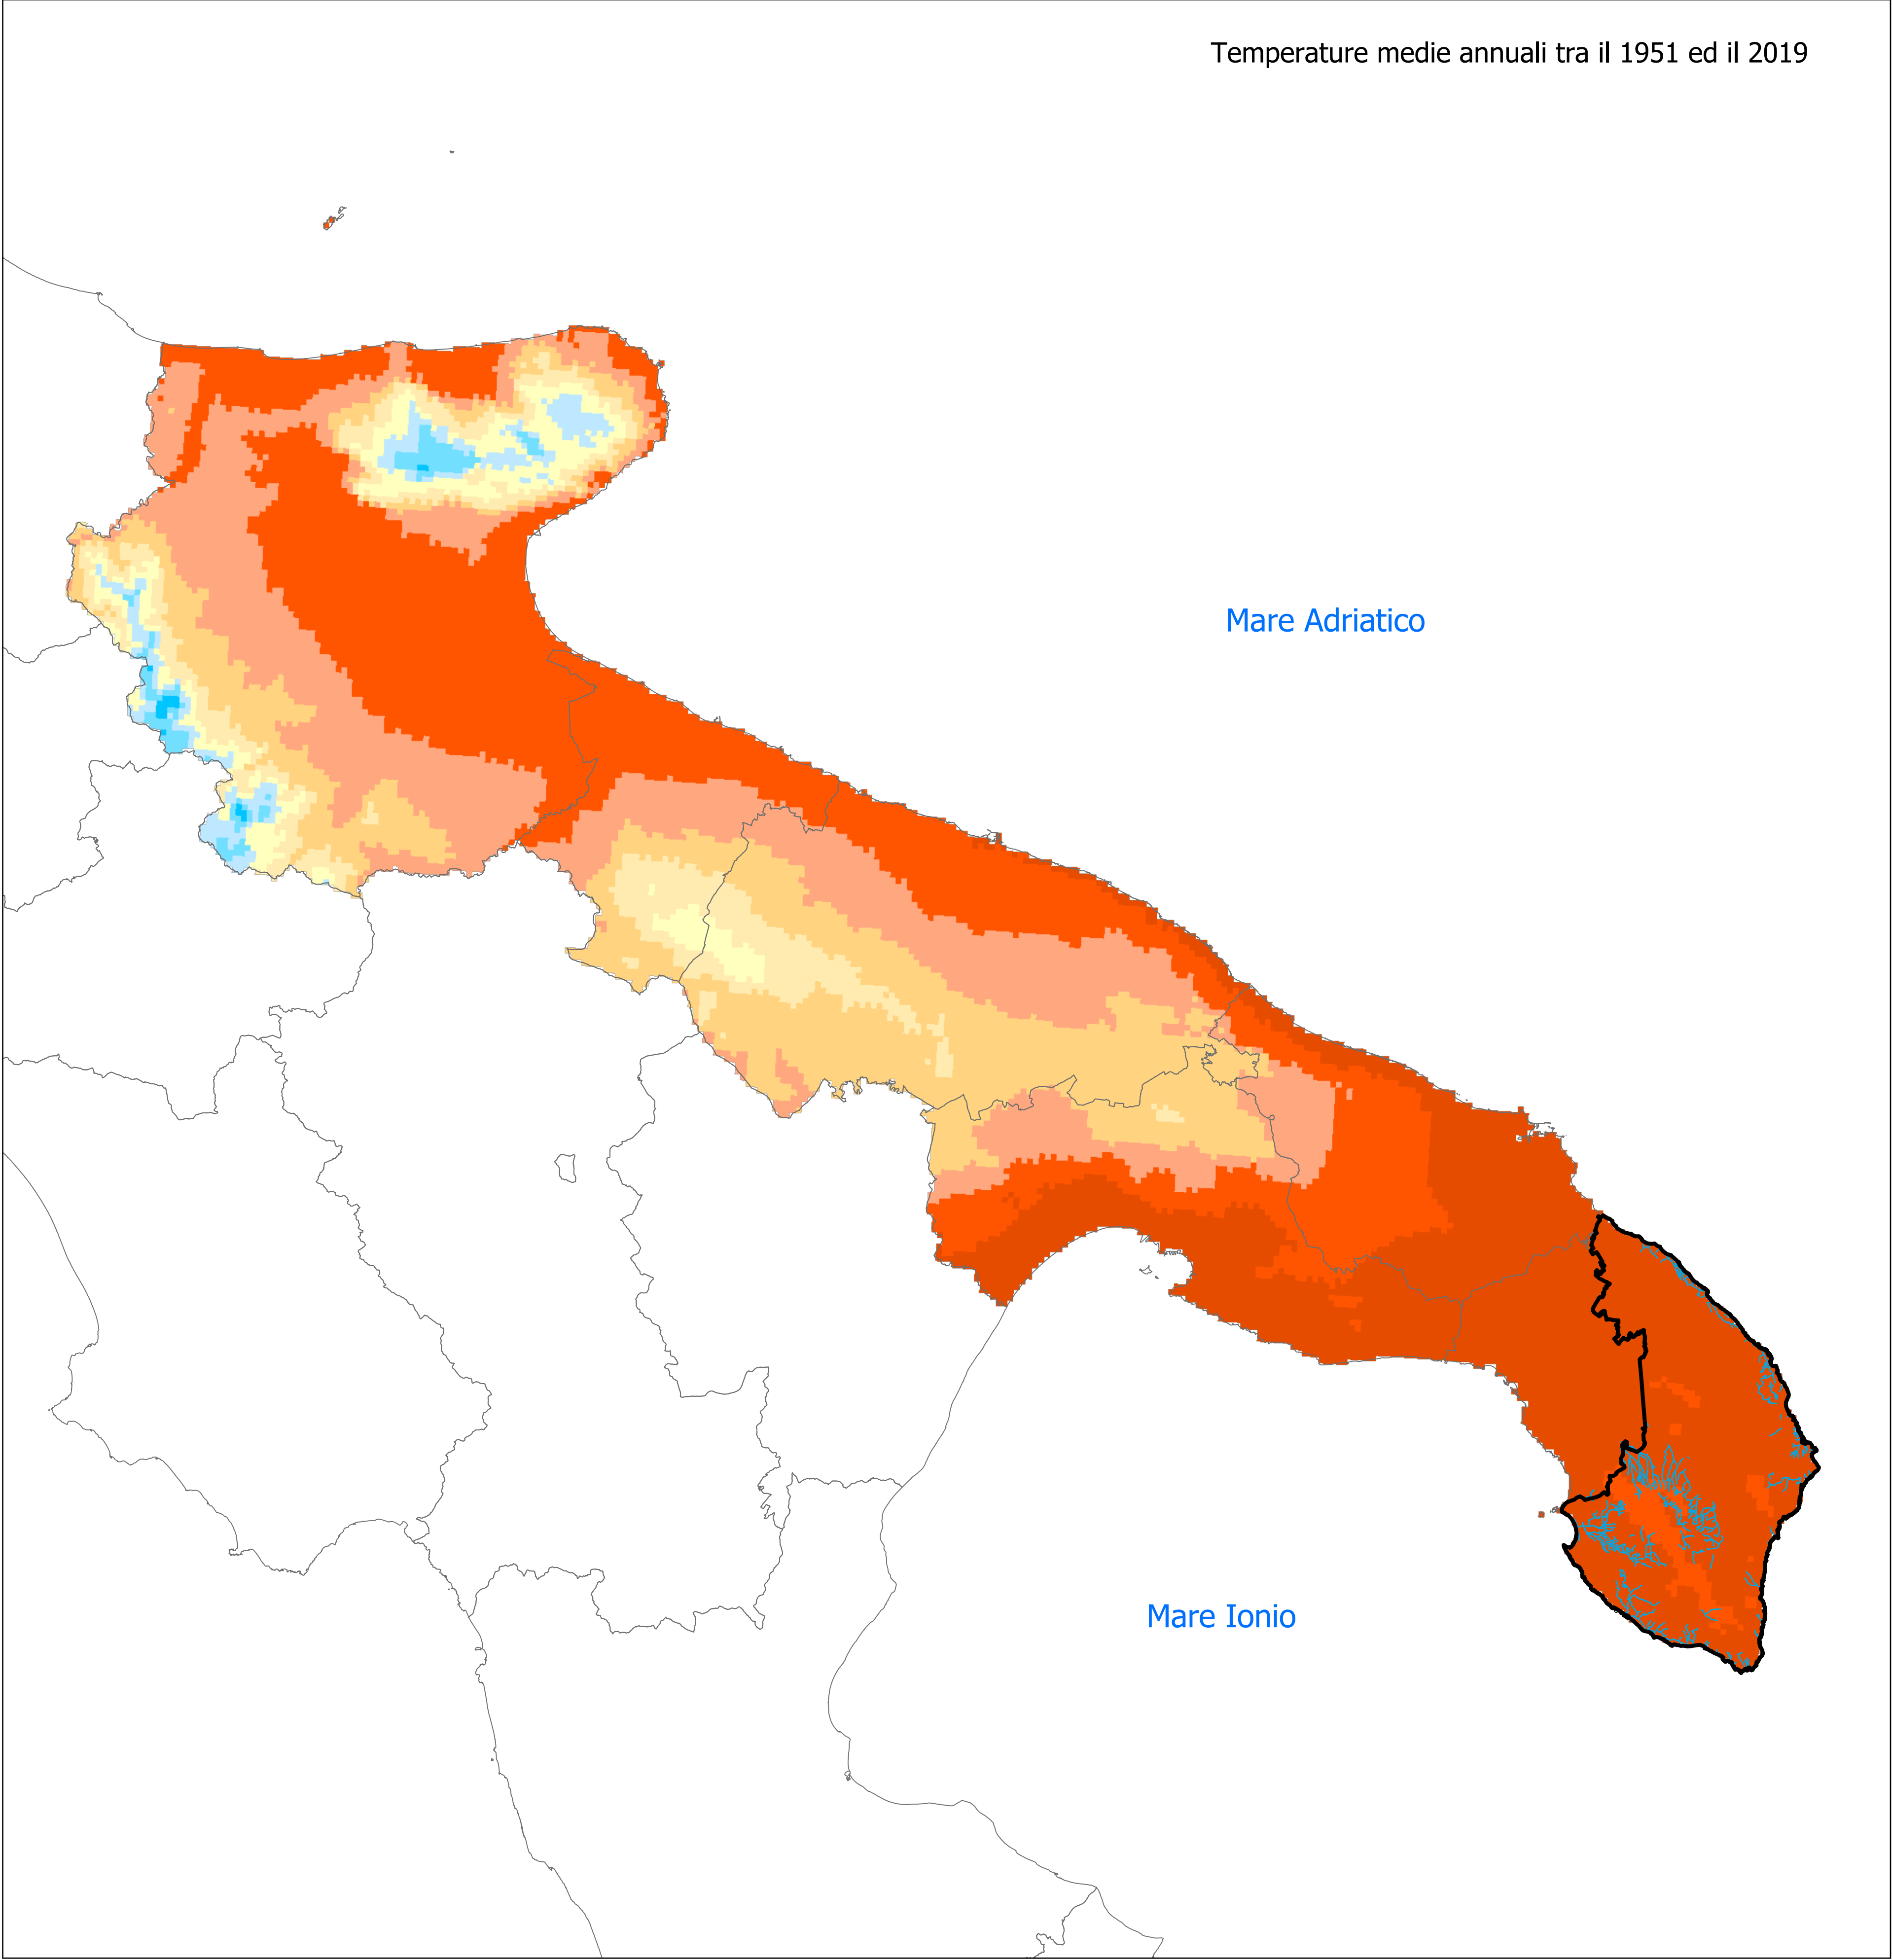 Temperature medie annuali tra il 1951 ed il 2019
Mare Adriatico
Mare Ionio